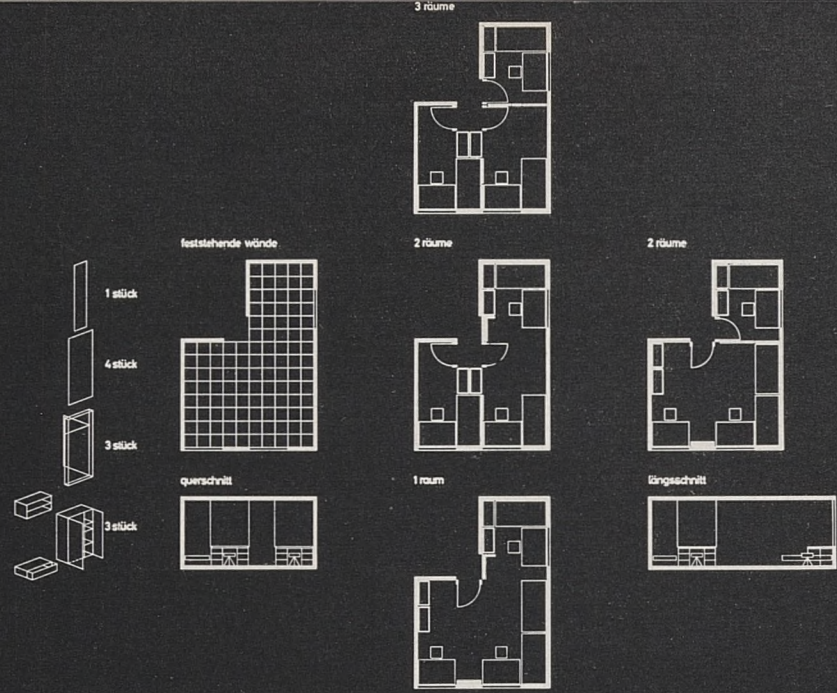 3 räume
feststehende wände
2 räume
2 räume
1 stück
4 stück
3 stück
3 stück
querschnitt
1 raum
längsschnitt